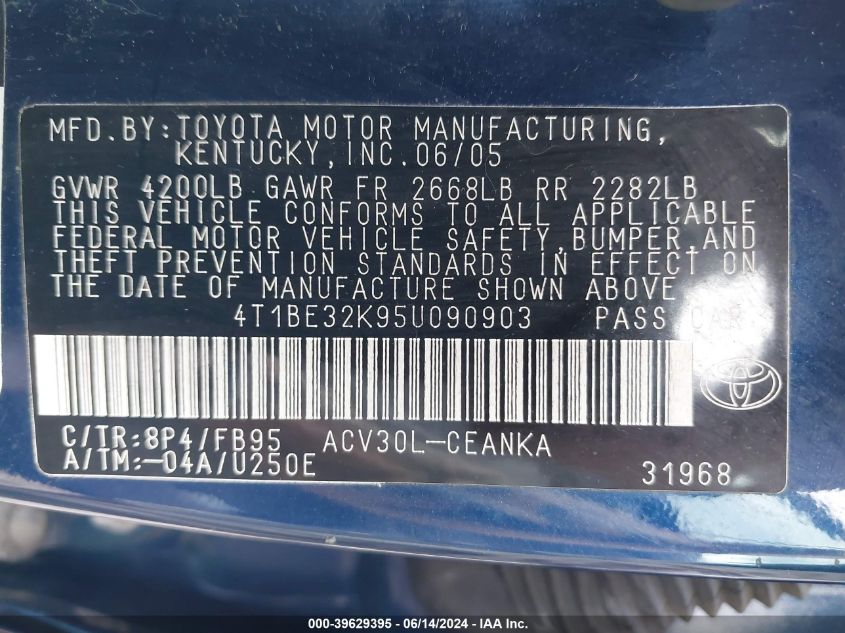 MFD.BY:TOYOTA MOTOR MANUFACTURING,
KENTUCKY,INC.06/05
GVWR 4200LB GAWR FR 2668LB RR 2282LB
THIS VEHICLE CONFORMS TO ALL APPLICABLE
FEDERAL MOTOR VEHICLE SAFETY,BUMPER,AND
THEFT PREVENTION STANDARDS IN EFFECT ON
THE DATE OF MANUFACTURE SHOWN ABOVE.
4T1BE32K95U090903 PASS CAR
C/TR:8P4/FB95 ACV30L-CEANKA
A/TM:-04A/U250E 31968
000-39629395 - 06/14/2024 - IAA Inc.